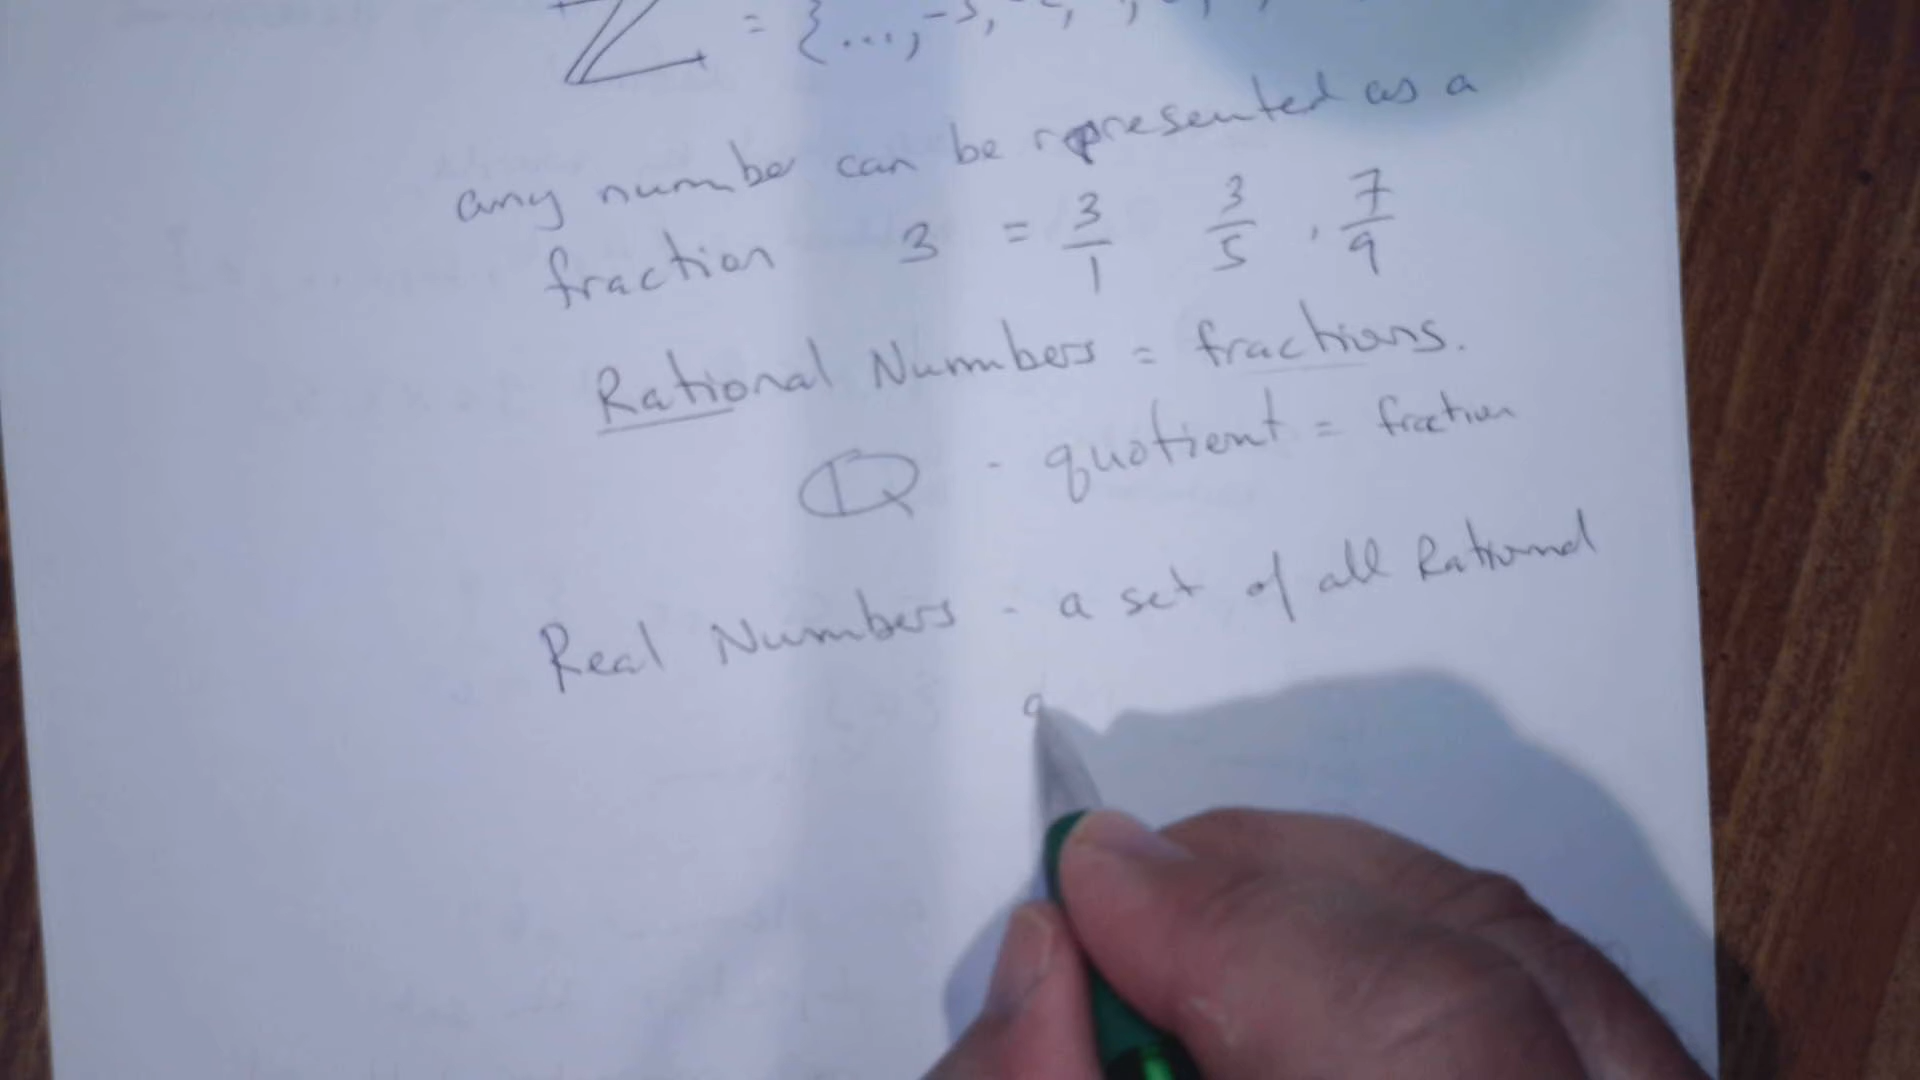 ℤ = {..., -3,
any number can be represented as a
fraction 3 = 3/1 3/5 , 7/9
Rational Numbers = fractions.
ℚ - quotient = fraction
Real Numbers - a set of all Rational
a